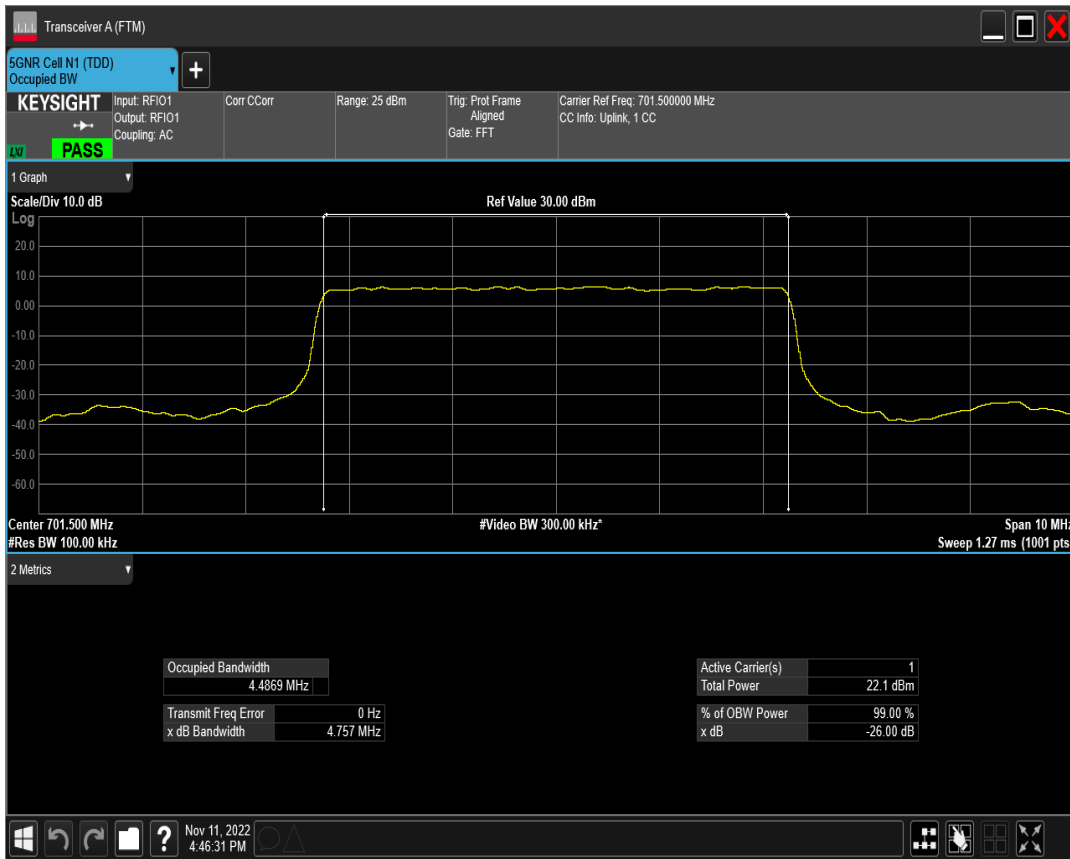 Transceiver A (FTM)
5GNR Cell N1 (TDD)
Occupied BW
+
KEYSIGHT
LXI
PASS
Input: RFIO1
Output: RFIO1
Coupling: AC
Corr CCorr
Range: 25 dBm
Trig: Prot Frame
Aligned
Gate: FFT
Carrier Ref Freq: 701.500000 MHz
CC Info: Uplink, 1 CC
1 Graph
Scale/Div 10.0 dB
Ref Value 30.00 dBm
Log
20.0
10.0
0.00
-10.0
-20.0
-30.0
-40.0
-50.0
-60.0
Center 701.500 MHz
#Video BW 300.00 kHz*
Span 10 MHz
#Res BW 100.00 kHz
Sweep 1.27 ms (1001 pts
2 Metrics
Occupied Bandwidth
4.4869 MHz
Transmit Freq Error 0 Hz
x dB Bandwidth 4.757 MHz
Active Carrier(s) 1
Total Power 22.1 dBm
% of OBW Power 99.00 %
x dB -26.00 dB
?
Nov 11, 2022
4:46:31 PM